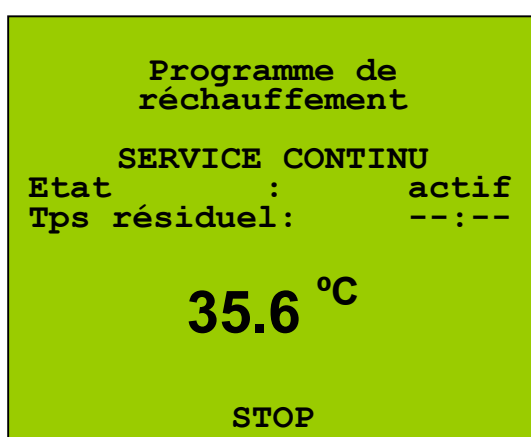 Programme de
réchauffement
SERVICE CONTINU
Etat : actif
Tps résiduel: --:--
35.6 ºC
STOP